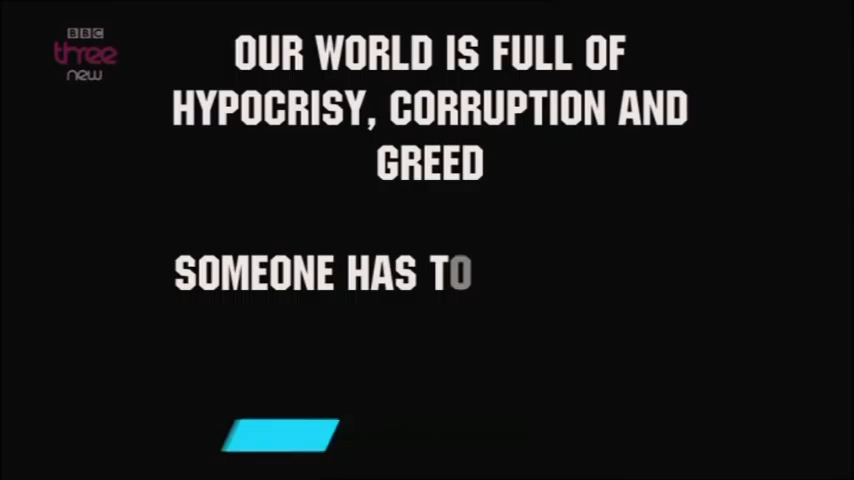 BBC
three
new
OUR WORLD IS FULL OF
HYPOCRISY, CORRUPTION AND
GREED
SOMEONE HAS TO